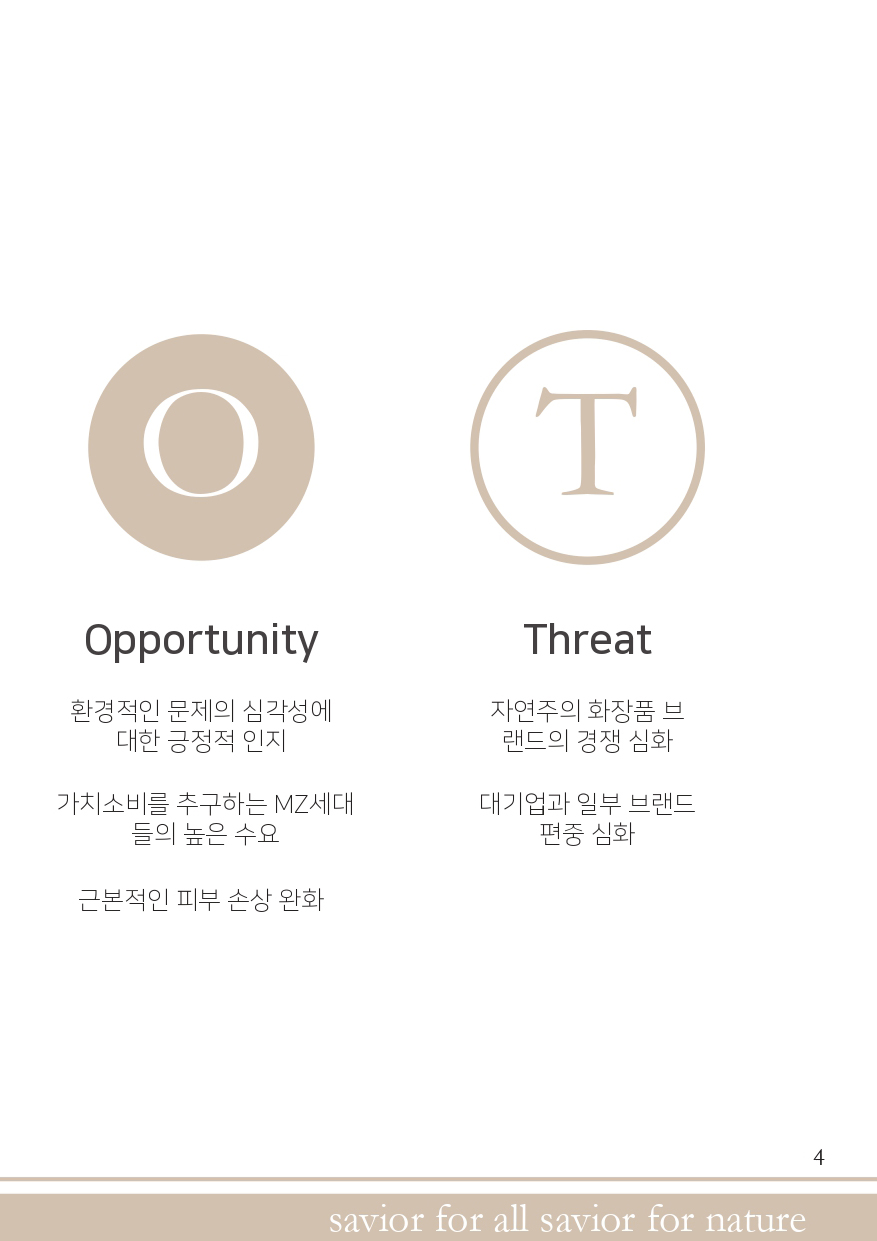 O
T
Opportunity
환경적인 문제의 심각성에
대한 긍정적 인지
가치소비를 추구하는 MZ세대
들의 높은 수요
근본적인 피부 손상 완화
Threat
자연주의 화장품 브
랜드의 경쟁 심화
대기업과 일부 브랜드
편중 심화
4
savior for all savior for nature